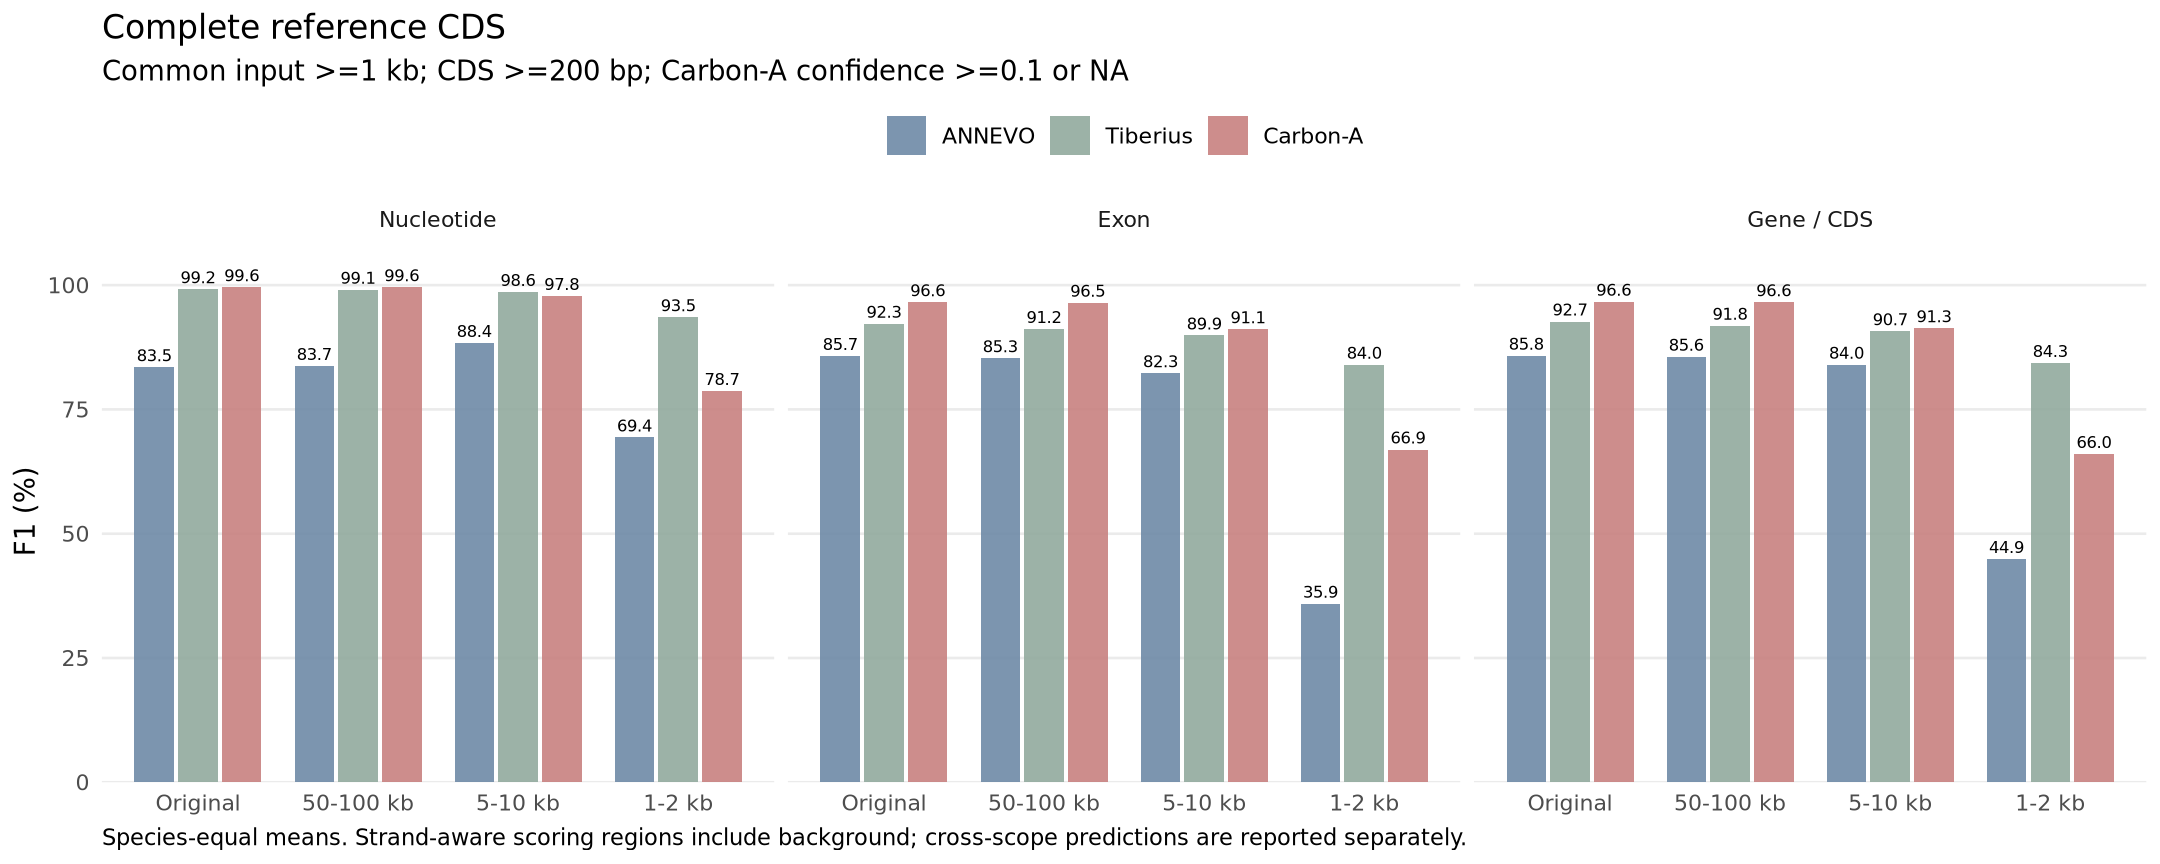 Complete reference CDS
Common input >=1 kb; CDS >=200 bp; Carbon-A confidence >=0.1 or NA
ANNEVO Tiberius Carbon-A
Nucleotide Exon Gene / CDS
F1 (%)
100
75
50
25
0
83.5 99.2 99.6 83.7 99.1 99.6 88.4 98.6 97.8 69.4 93.5 78.7
85.7 92.3 96.6 85.3 91.2 96.5 82.3 89.9 91.1 35.9 84.0 66.9
85.8 92.7 96.6 85.6 91.8 96.6 84.0 90.7 91.3 44.9 84.3 66.0
Original 50-100 kb 5-10 kb 1-2 kb Original 50-100 kb 5-10 kb 1-2 kb Original 50-100 kb 5-10 kb 1-2 kb
Species-equal means. Strand-aware scoring regions include background; cross-scope predictions are reported separately.